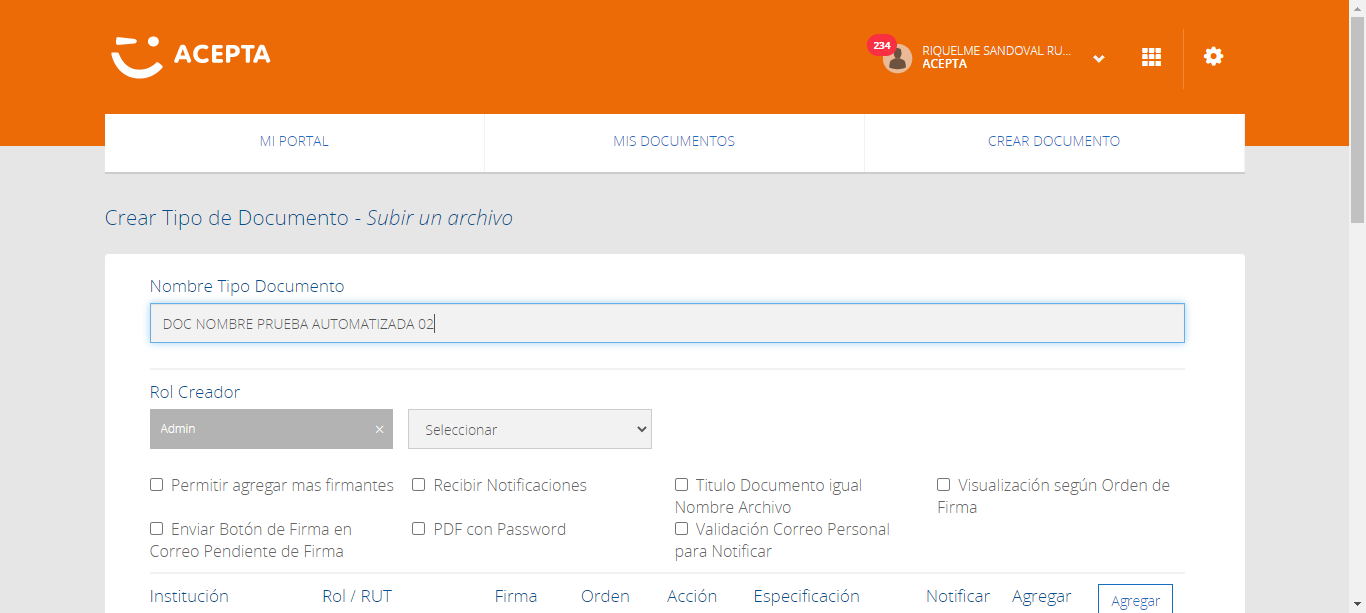 ACEPTA
234
RIQUELME SANDOVAL RU...
ACEPTA
MI PORTAL
MIS DOCUMENTOS
CREAR DOCUMENTO
Crear Tipo de Documento - Subir un archivo
Nombre Tipo Documento
DOC NOMBRE PRUEBA AUTOMATIZADA 02
Rol Creador
Admin ×
Seleccionar
Permitir agregar mas firmantes
Recibir Notificaciones
Titulo Documento igual
Nombre Archivo
Visualización según Orden de
Firma
Enviar Botón de Firma en
Correo Pendiente de Firma
PDF con Password
Validación Correo Personal
para Notificar
Institución Rol / RUT Firma Orden Acción Especificación Notificar Agregar Agregar